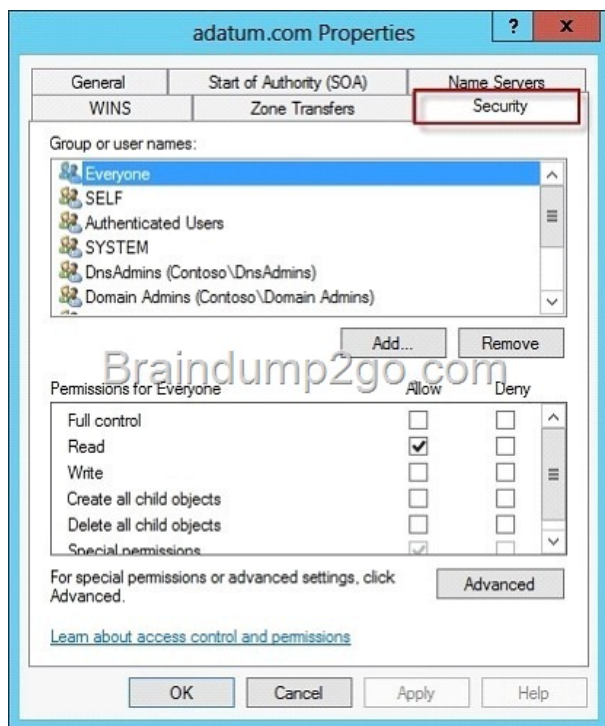 adatum.com Properties
?
x
General
Start of Authority (SOA)
Name Servers
WINS
Zone Transfers
Security
Group or user names:
Everyone
SELF
Authenticated Users
SYSTEM
DnsAdmins (Contoso\DnsAdmins)
Domain Admins (Contoso\Domain Admins)
Add...
Remove
Braindump2go.com
Permissions for Everyone
Allow
Deny
Full control
Read
Write
Create all child objects
Delete all child objects
Special permissions
For special permissions or advanced settings, click
Advanced.
Advanced
Learn about access control and permissions
OK
Cancel
Apply
Help